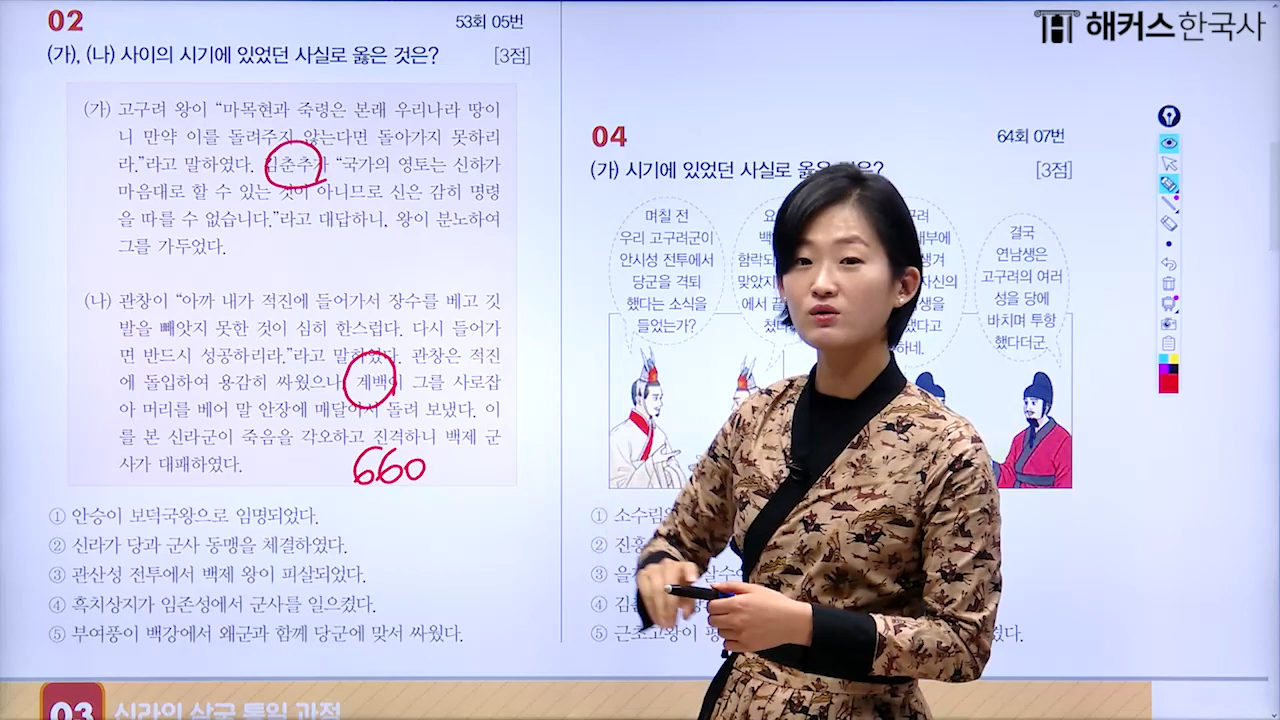 02
53회 05번
(가), (나) 사이의 시기에 있었던 사실로 옳은 것은? [3점]
(가) 고구려 왕이 “마목현과 죽령은 본래 우리나라 땅이
니 만약 이를 돌려주지 않는다면 돌아가지 못하리
라.”라고 말하였다. 김춘추가 “국가의 영토는 신하가
마음대로 할 수 있는 것이 아니므로 신은 감히 명령
을 따를 수 없습니다.”라고 대답하니, 왕이 분노하여
그를 가두었다.
(나) 관창이 “아까 내가 적진에 들어가서 장수를 베고 깃
발을 빼앗지 못한 것이 심히 한스럽다. 다시 들어가
면 반드시 성공하리라.”라고 말하였다. 관창은 적진
에 돌입하여 용감히 싸웠으나 계백이 그를 사로잡
아 머리를 베어 말 안장에 매달아서 돌려 보냈다. 이
를 본 신라군이 죽음을 각오하고 진격하니 백제 군
사가 대패하였다.
660
① 안승이 보덕국왕으로 임명되었다.
② 신라가 당과 군사 동맹을 체결하였다.
③ 관산성 전투에서 백제 왕이 피살되었다.
④ 흑치상지가 임존성에서 군사를 일으켰다.
⑤ 부여풍이 백강에서 왜군과 함께 당군에 맞서 싸웠다.
03 신라의 삼국 통일 과정
해커스한국사
04
64회 07번
(가) 시기에 있었던 사실로 옳은 것은? [3점]
며칠 전
우리 고구려군이
안시성 전투에서
당군을 격퇴
했다는 소식을
들었는가?
결국
연남생은
고구려의 여러
성을 당에
바치며 투항
했다더군.
①
②
③
④
⑤ 근초고왕이